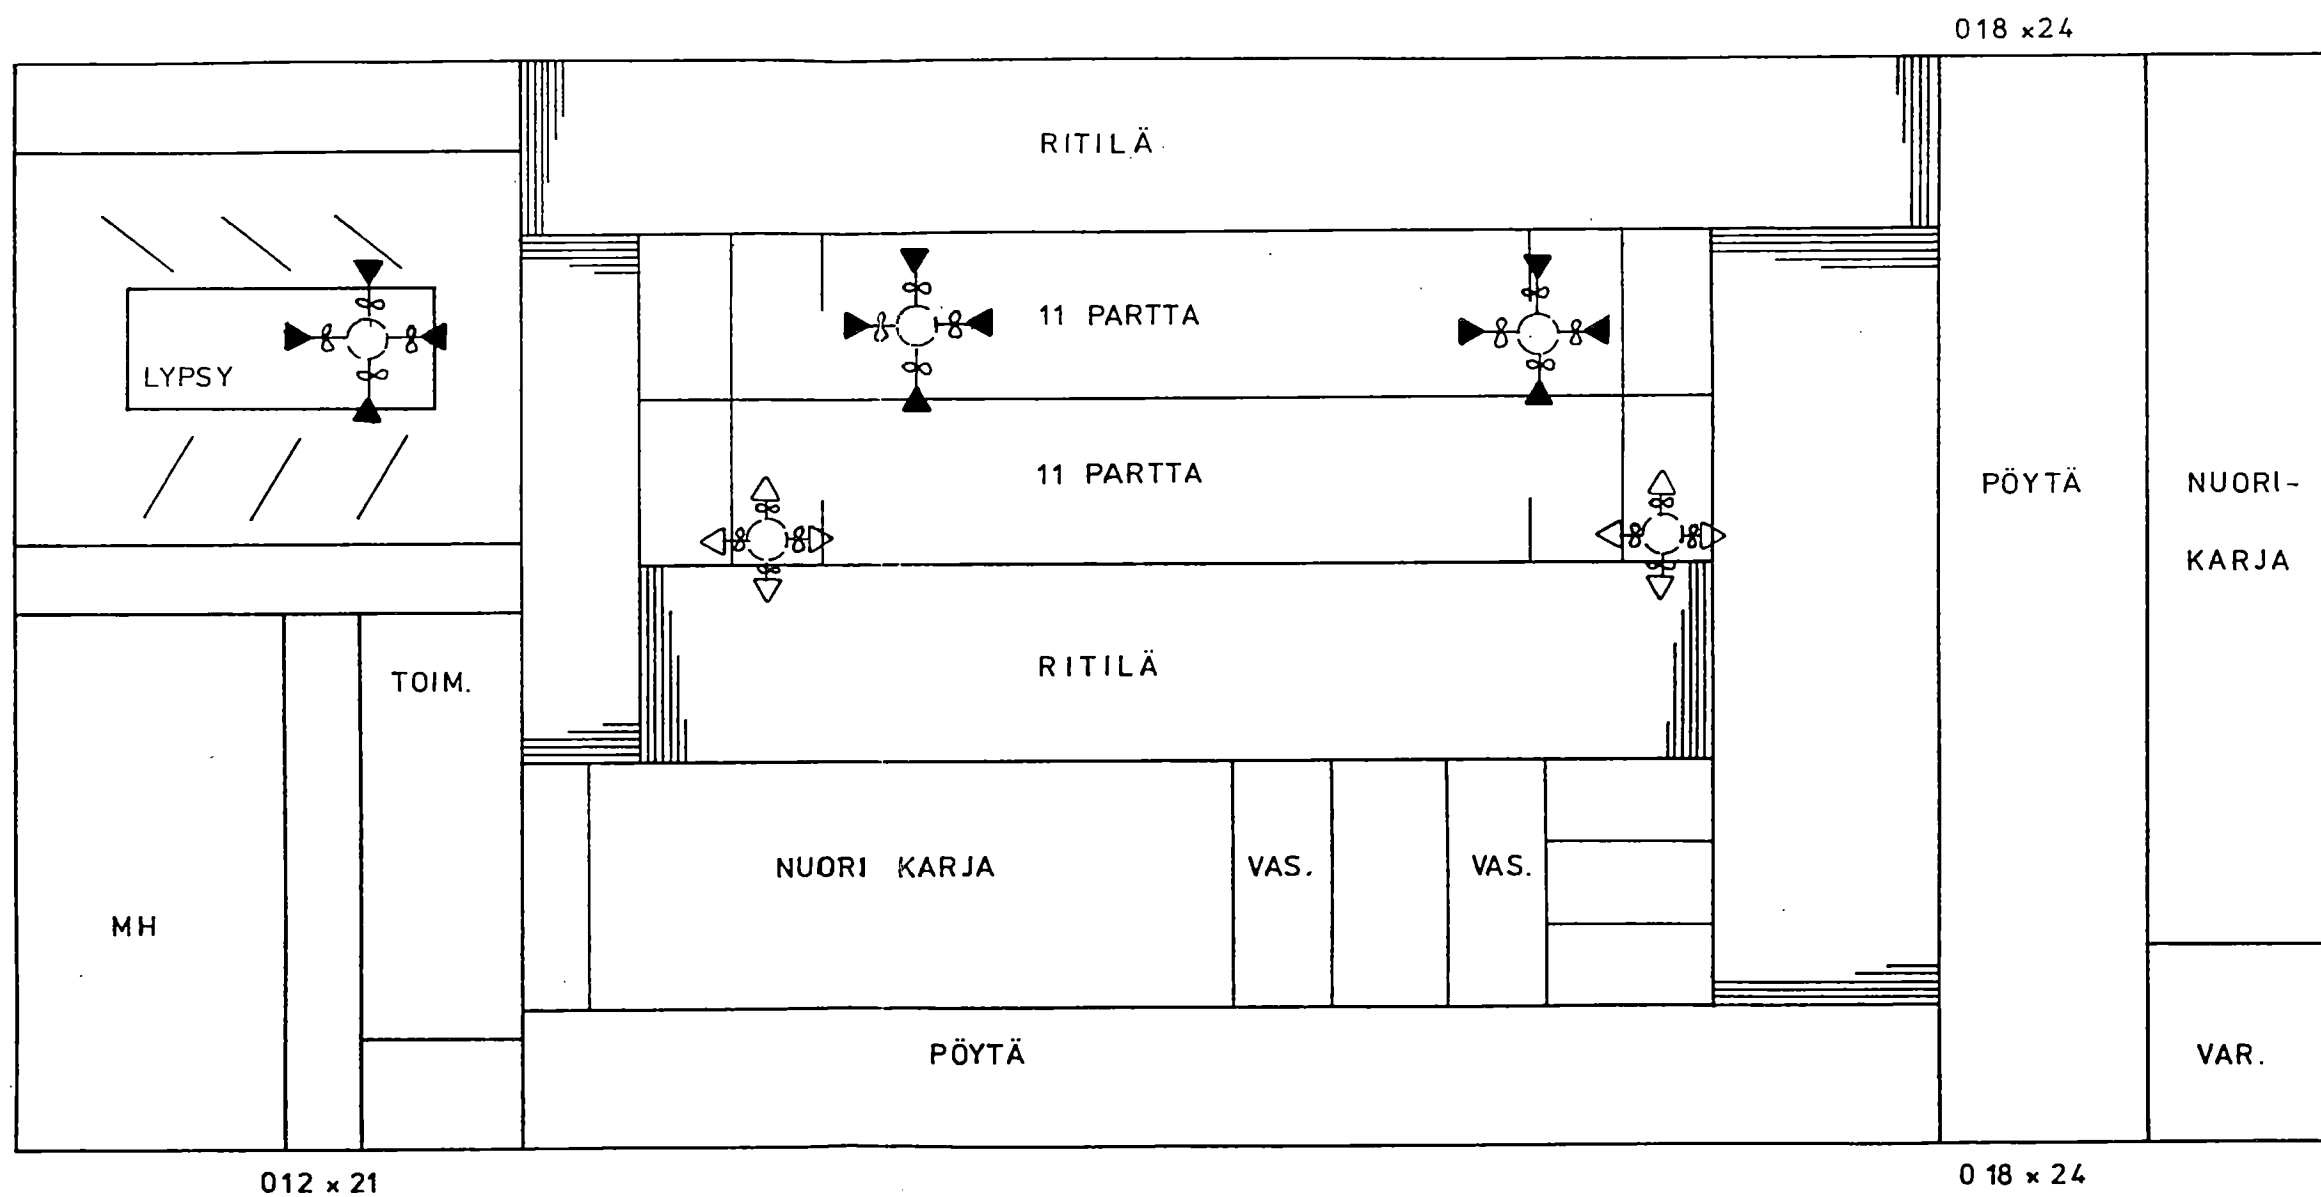 018 x24
RITILÄ
11 PARTTA
LYPSY
11 PARTTA
PÖYTÄ
NUORI-
KARJA
RITILÄ
TOIM.
NUORI KARJA
VAS.
VAS.
MH
PÖYTÄ
VAR.
012 x 21
0 18 x 24